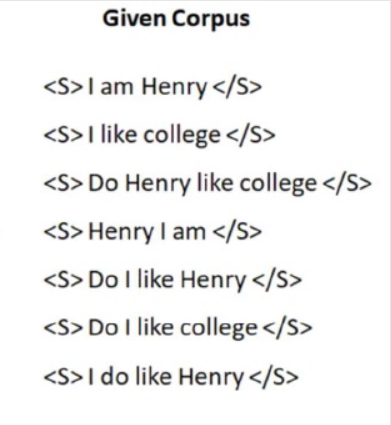 Given Corpus
<S> I am Henry </S>
<S> I like college </S>
<S> Do Henry like college </S>
<S> Henry I am </S>
<S> Do I like Henry </S>
<S> Do I like college </S>
<S> I do like Henry </S>